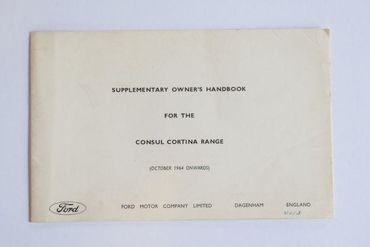 SUPPLEMENTARY OWNER'S HANDBOOK
FOR THE
CONSUL CORTINA RANGE
(OCTOBER 1964 ONWARDS)
Ford FORD MOTOR COMPANY LIMITED DAGENHAM ENGLAND